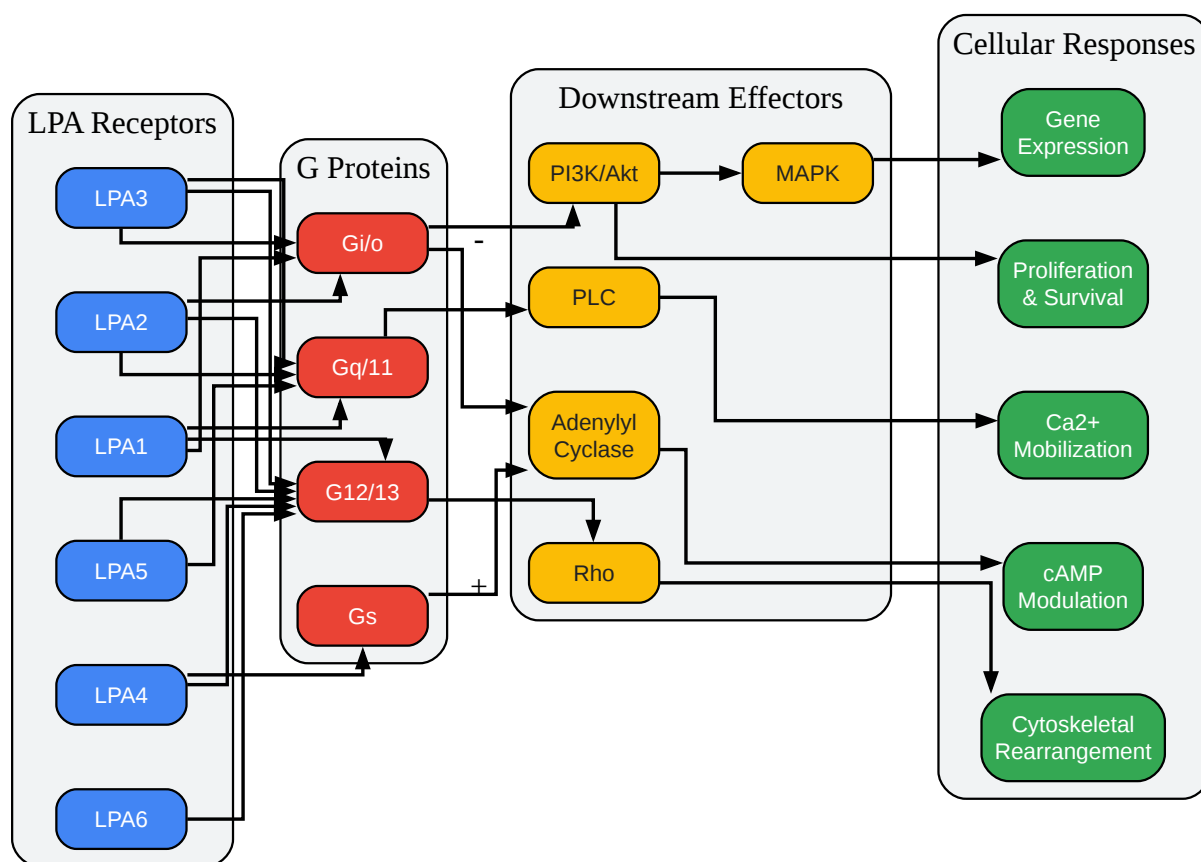 LPA Receptors
LPA3
LPA2
LPA1
LPA5
LPA4
LPA6
G Proteins
Gi/o
Gq/11
G12/13
Gs
-
+
Downstream Effectors
PI3K/Akt
MAPK
PLC
Adenylyl
Cyclase
Rho
Cellular Responses
Gene
Expression
Proliferation
& Survival
Ca2+
Mobilization
cAMP
Modulation
Cytoskeletal
Rearrangement